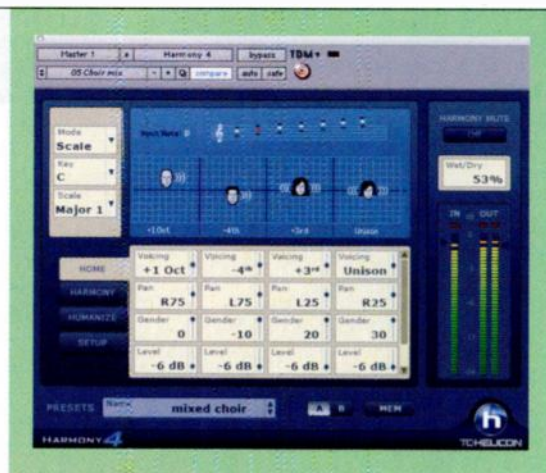 Master 1 a Harmony 4 bypass TDM
05 Choir mix - + compare auto safe
Mode
Scale
Key
C
Scale
Major 1
Input Note: D
+1Oct -4th +3rd Unison
HARMONY MUTE
Wet/Dry
53%
IN dB OUT
HOME
HARMONY
HUMANIZE
SETUP
Voicing Voicing Voicing Voicing
+1 Oct -4th +3rd Unison
Pan Pan Pan Pan
R75 L75 L25 R25
Gender Gender Gender Gender
0 -10 20 30
Level Level Level Level
-6 dB -6 dB -6 dB -6 dB
PRESETS Name mixed choir A B MEM
HARMONY 4
h
TC HELICON